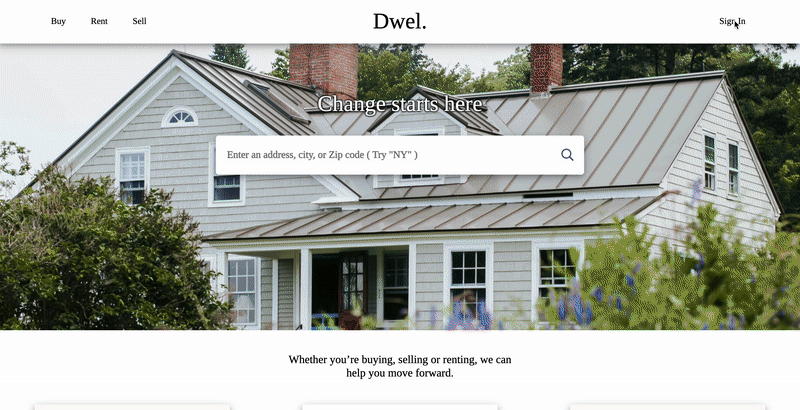 Buy Rent Sell Dwel. Sign In
Change starts here
Enter an address, city, or Zip code ( Try "NY" )
Whether you’re buying, selling or renting, we can
help you move forward.